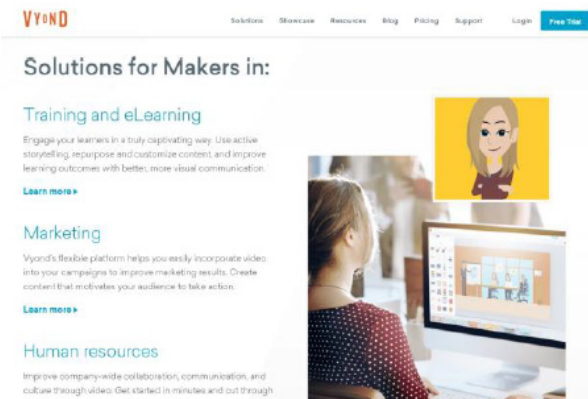 VYOND
Solutions Showcase Resources Blog Pricing Support Login Free Trial
Solutions for Makers in:
Training and eLearning
Engage your learners in a truly captivating way. Use active
storytelling, repurpose and customize content, and improve
learning outcomes with better, more visual communication.
Learn more
Marketing
Vyond's flexible platform helps you easily incorporate video
into your campaigns to improve marketing results. Create
content that motivates your audience to take action.
Learn more
Human resources
Improve company-wide collaboration, communication, and
culture through video. Get started in minutes and cut through